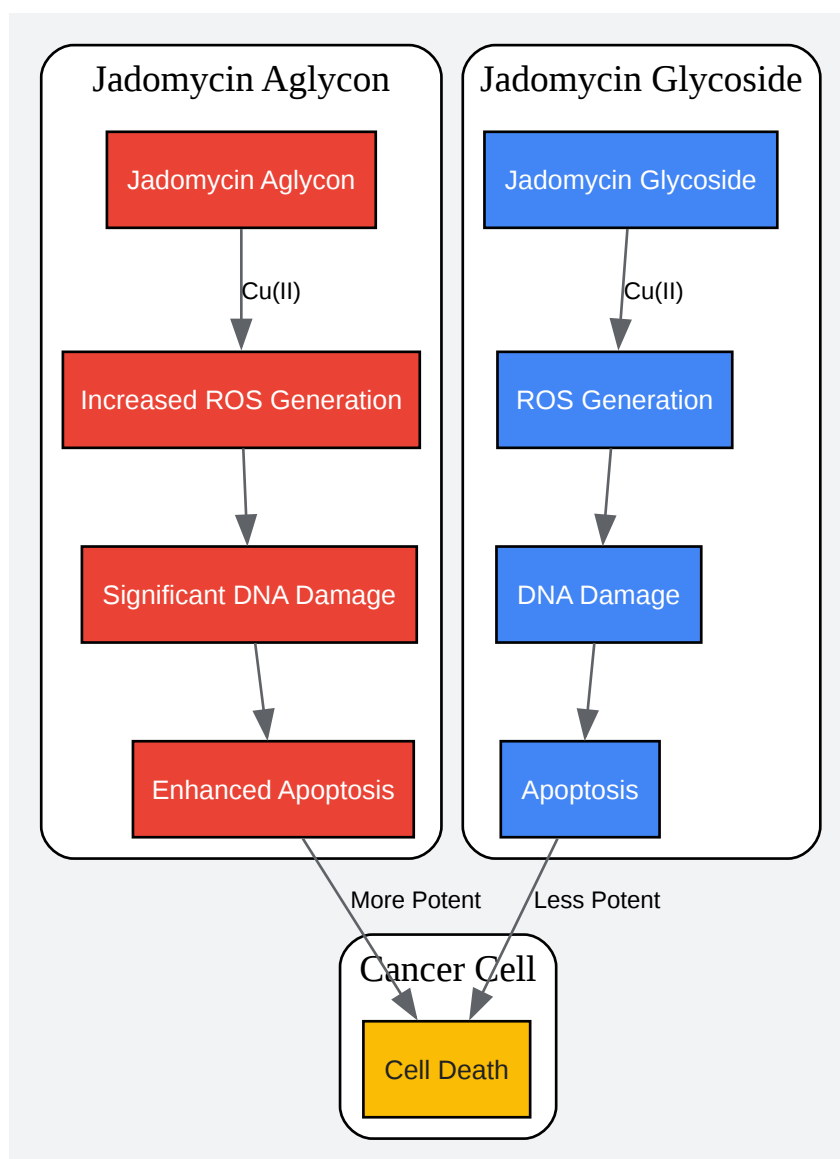 Jadomycin Aglycon
Jadomycin Aglycon
Cu(II)
Increased ROS Generation
Significant DNA Damage
Enhanced Apoptosis
More Potent
Jadomycin Glycoside
Jadomycin Glycoside
Cu(II)
ROS Generation
DNA Damage
Apoptosis
Less Potent
Cancer Cell
Cell Death